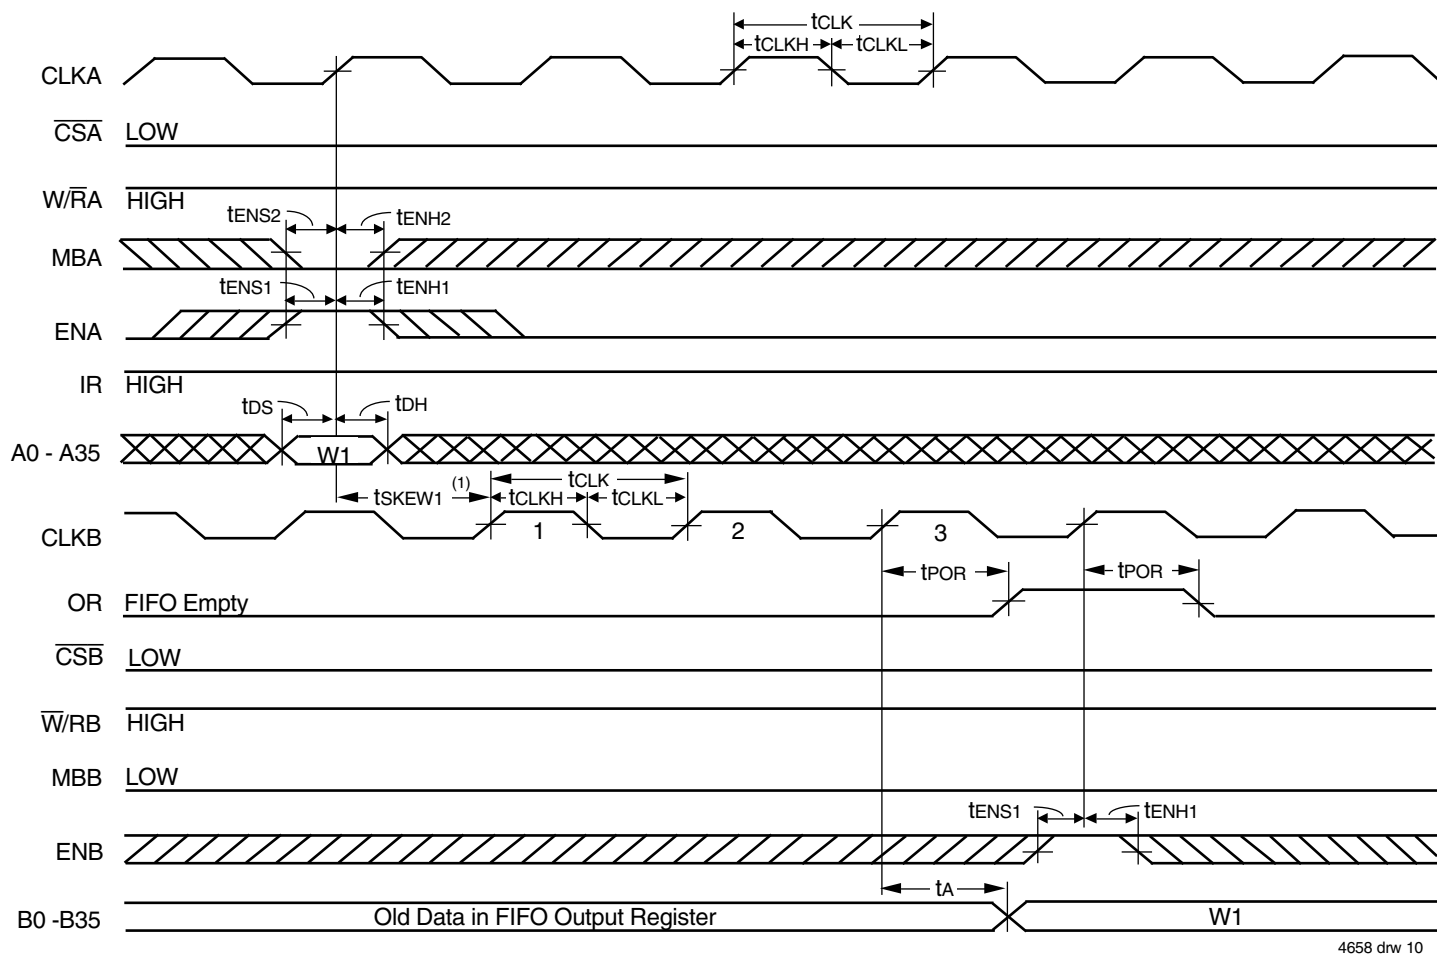 tCLK
tCLKH tCLKL
CLKA
CSA LOW
W/RA HIGH
tENS2 tENH2
MBA
tENS1 tENH1
ENA
IR HIGH
tDS tDH
A0 - A35 W1
tSKEW1 (1) tCLK
tCLKH tCLKL
CLKB 1 2 3
tPOR tPOR
OR FIFO Empty
CSB LOW
W/RB HIGH
MBB LOW
tENS1 tENH1
ENB
tA
B0 -B35 Old Data in FIFO Output Register W1
4658 drw 10